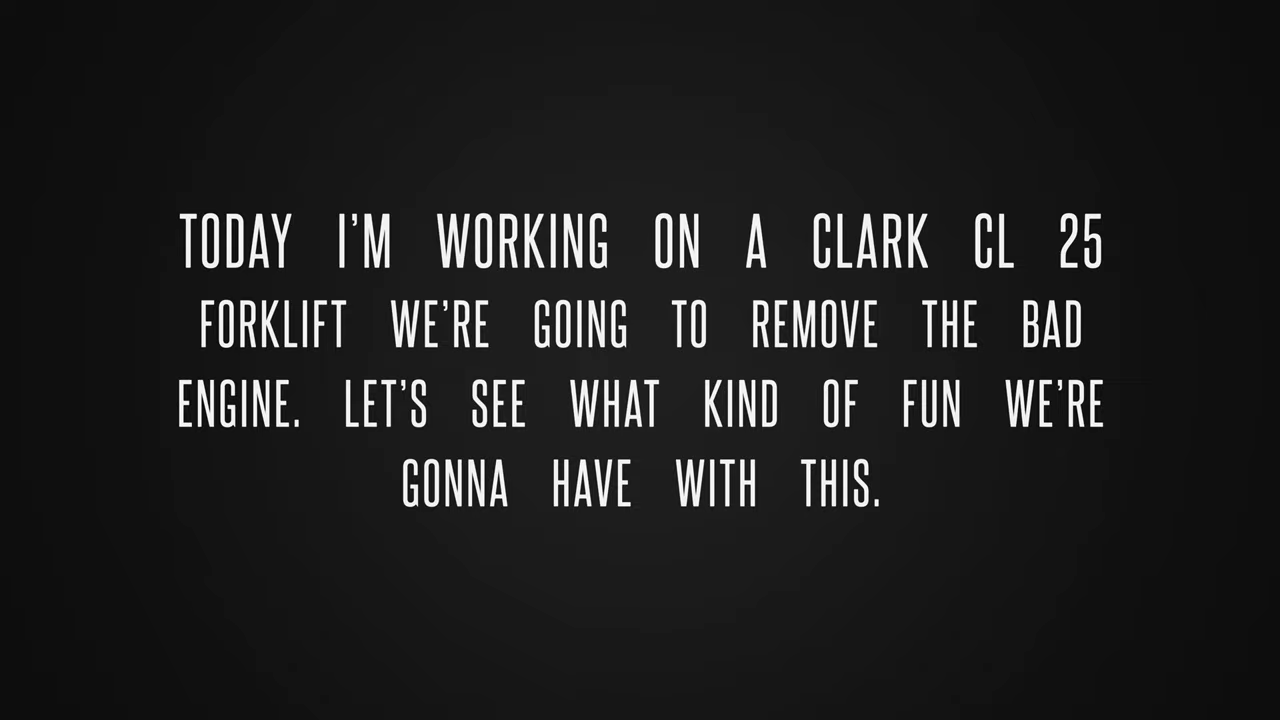 TODAY I'M WORKING ON A CLARK CL 25
FORKLIFT WE'RE GOING TO REMOVE THE BAD
ENGINE. LET'S SEE WHAT KIND OF FUN WE'RE
GONNA HAVE WITH THIS.